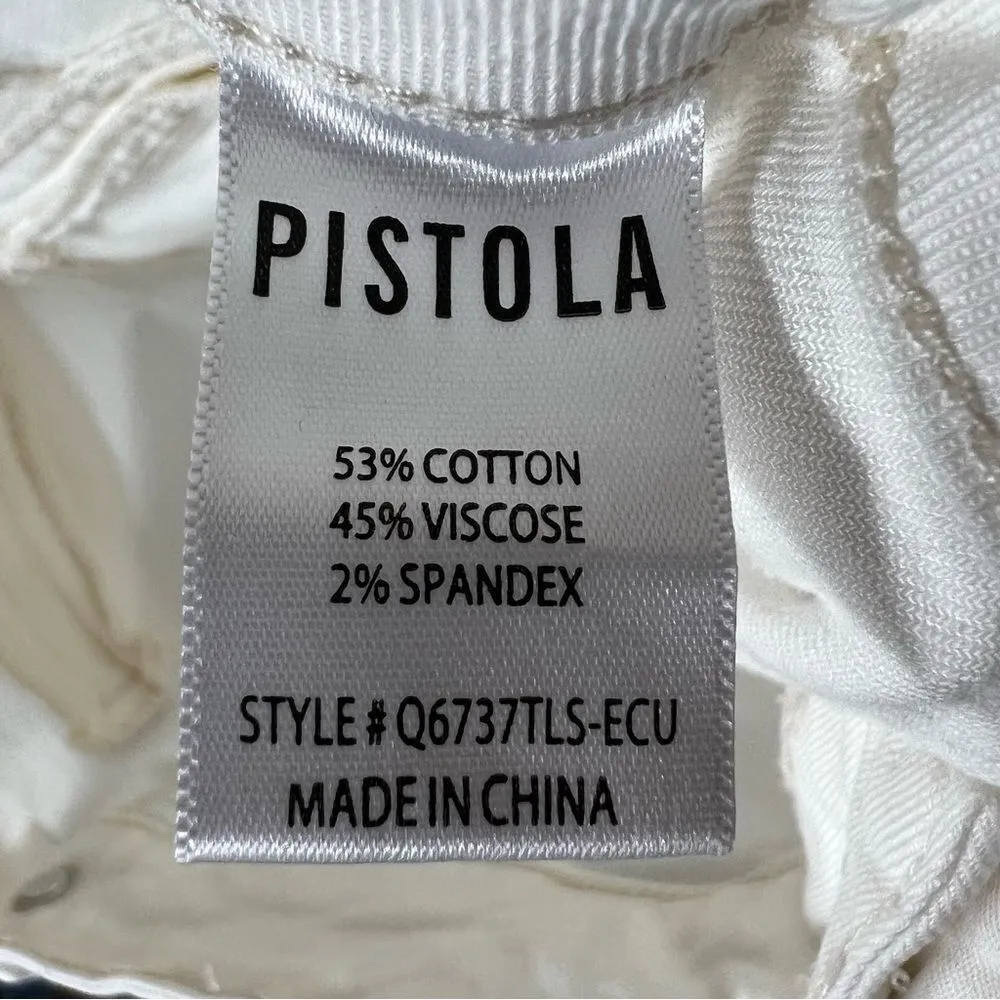 PISTOLA
53% COTTON
45% VISCOSE
2% SPANDEX
STYLE # Q6737TLS-ECU
MADE IN CHINA